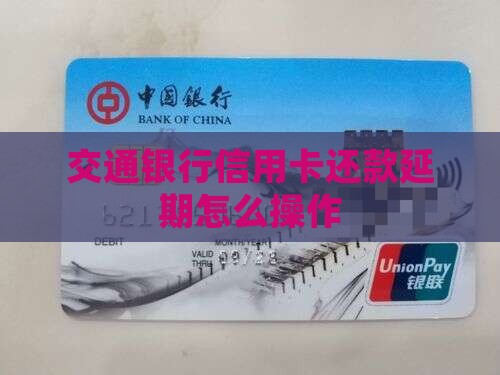 中国银行
BANK OF CHINA
交通银行信用卡还款延
期怎么操作
DEBIT
MONTH/YEAR
VALID
THRU
UnionPay
银联